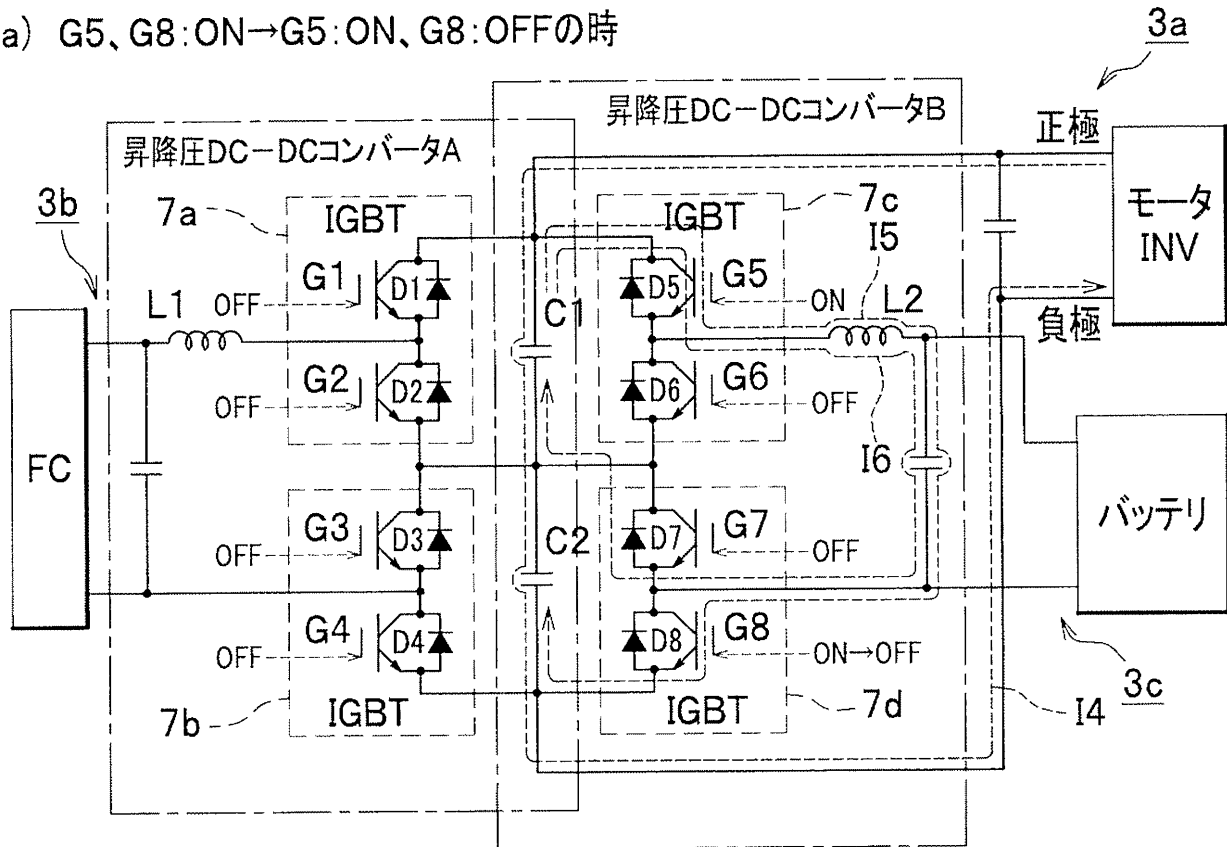 a) G5、G8:ON→G5:ON、G8:OFFの時
3a
昇降圧DC-DCコンバータA
昇降圧DC-DCコンバータB
正極
モータ
INV
負極
3b
7a
IGBT
IGBT
7c
I5
G1
D1
OFF
L1
C1
D5
G5
ON
L2
G2
D2
OFF
D6
G6
OFF
I6
FC
G3
D3
OFF
C2
D7
G7
OFF
バッテリ
G4
D4
OFF
D8
G8
ON→OFF
7b
IGBT
IGBT
7d
3c
I4